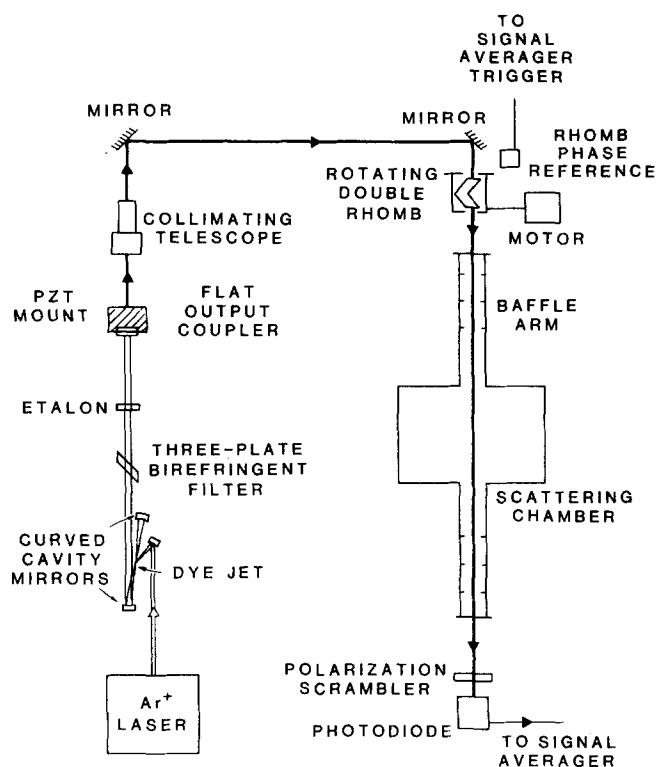 TO
SIGNAL
AVERAGER
TRIGGER
MIRROR
MIRROR
RHOMB
PHASE
REFERENCE
ROTATING
DOUBLE
RHOMB
MOTOR
COLLIMATING
TELESCOPE
PZT
MOUNT
FLAT
OUTPUT
COUPLER
BAFFLE
ARM
ETALON
THREE-PLATE
BIREFRINGENT
FILTER
SCATTERING
CHAMBER
CURVED
CAVITY
MIRRORS
DYE JET
Ar+
LASER
POLARIZATION
SCRAMBLER
PHOTODIODE
TO SIGNAL
AVERAGER